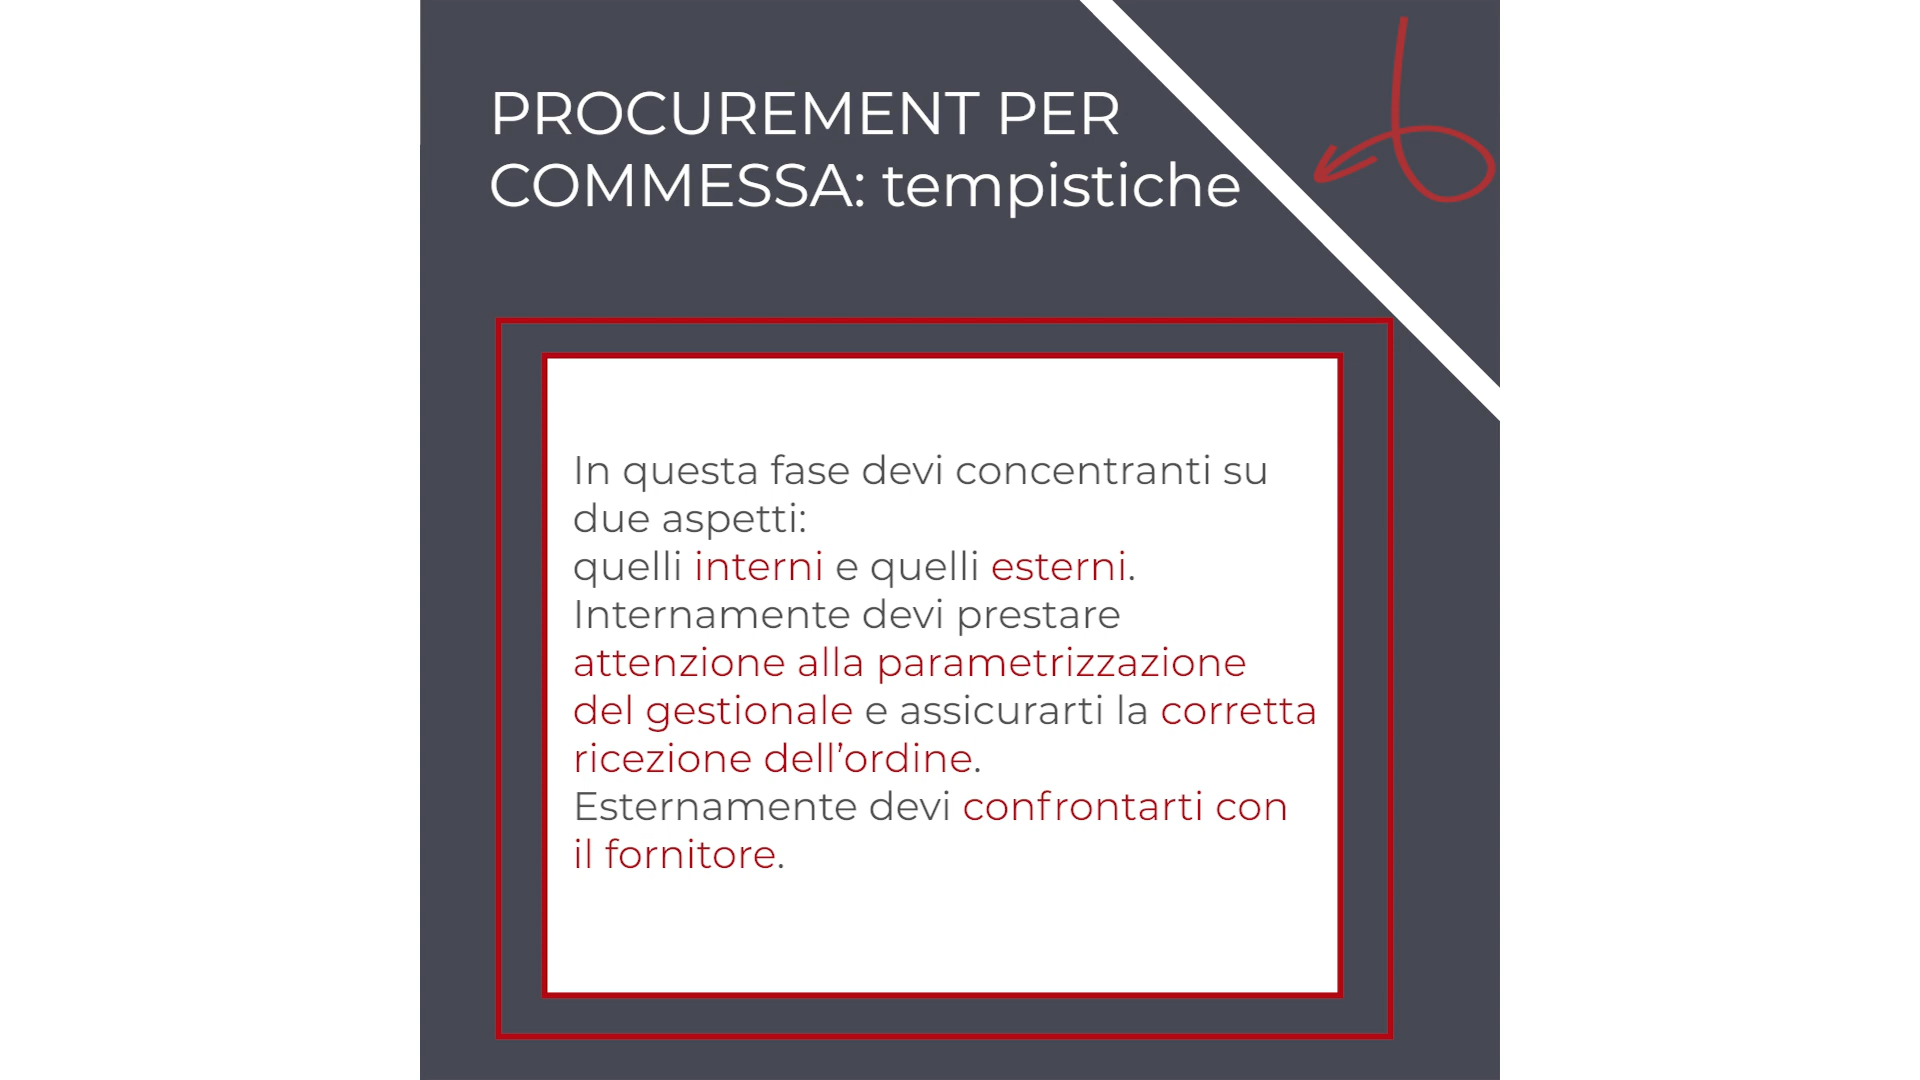 PROCUREMENT PER
COMMESSA: tempistiche
In questa fase devi concentranti su
due aspetti:
quelli interni e quelli esterni.
Internamente devi prestare
attenzione alla parametrizzazione
del gestionale e assicurarti la corretta
ricezione dell’ordine.
Esternamente devi confrontarti con
il fornitore.